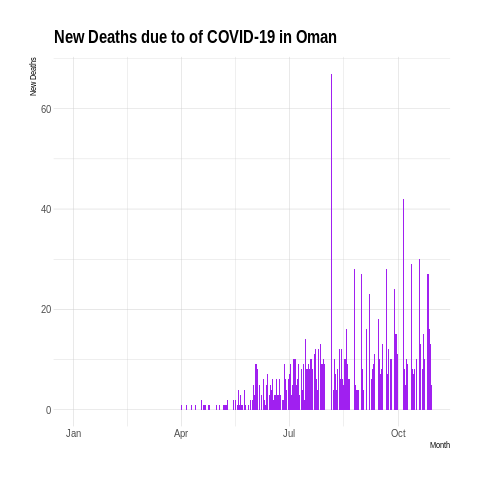 New Deaths due to of COVID-19 in Oman
New Deaths
60
40
20
0
Jan Apr Jul Oct
Month